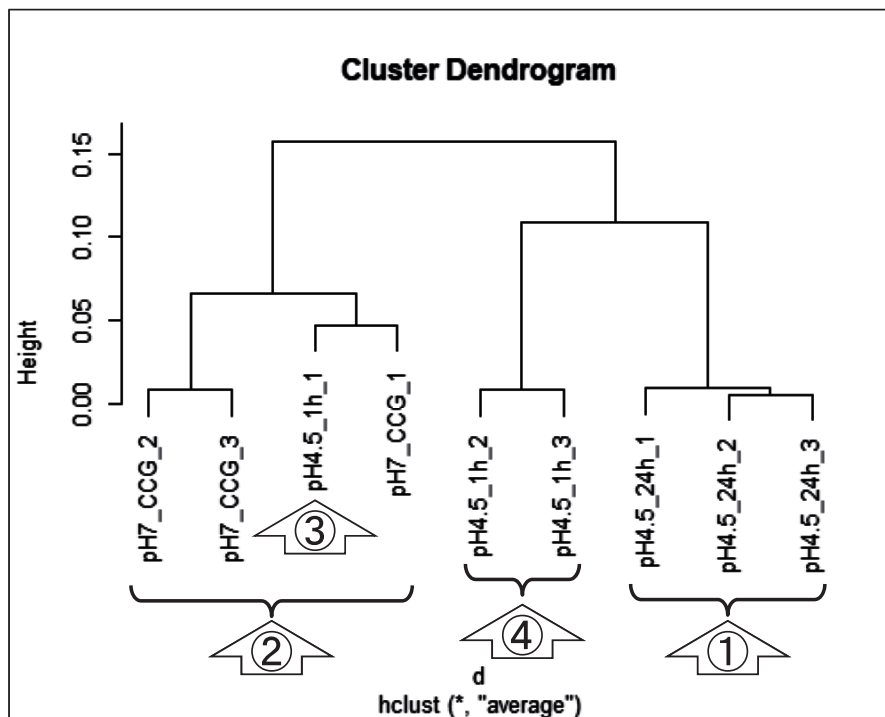 Cluster Dendrogram
Height
0.00
0.05
0.10
0.15
pH7_CCG_2
pH7_CCG_3
pH4.5_1h_1
pH7_CCG_1
pH4.5_1h_2
pH4.5_1h_3
pH4.5_24h_1
pH4.5_24h_2
pH4.5_24h_3
③
②
④
①
d
hclust (*, "average")